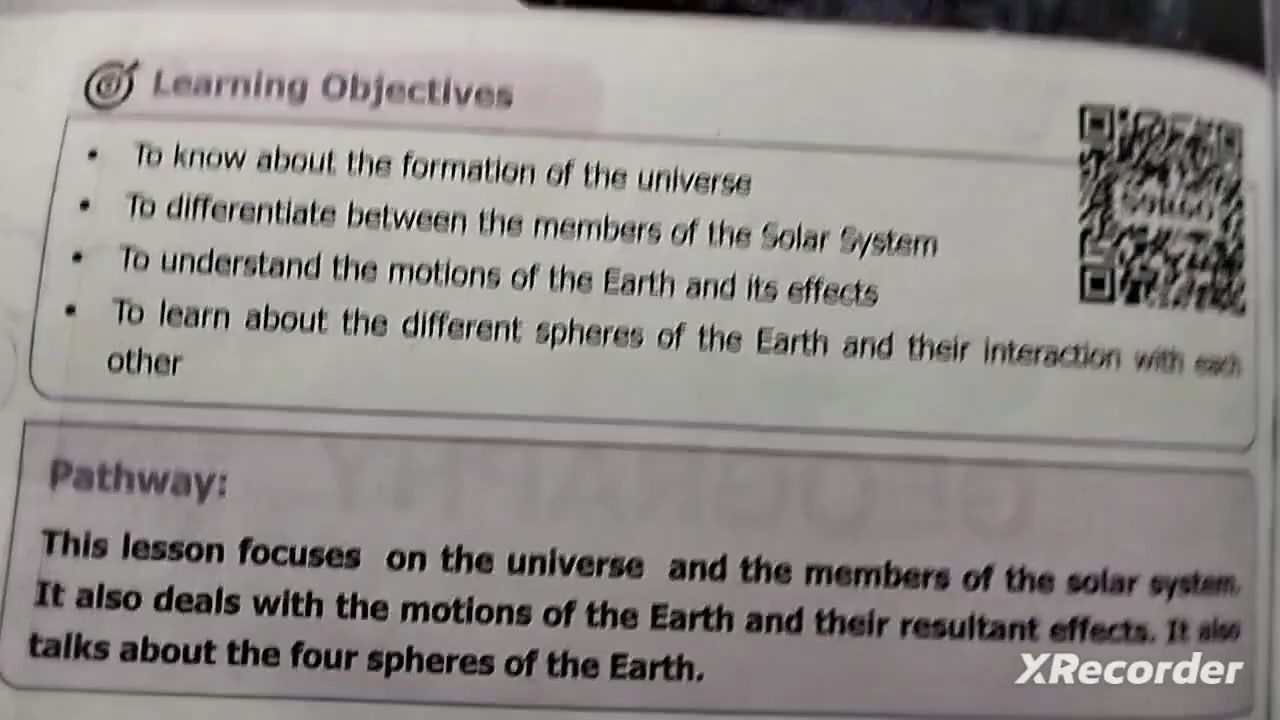 Learning Objectives
• To know about the formation of the universe
• To differentiate between the members of the Solar System
• To understand the motions of the Earth and its effects
• To learn about the different spheres of the Earth and their interaction with each
other
Pathway:
This lesson focuses on the universe and the members of the solar system.
It also deals with the motions of the Earth and their resultant effects. It also
talks about the four spheres of the Earth.
XRecorder